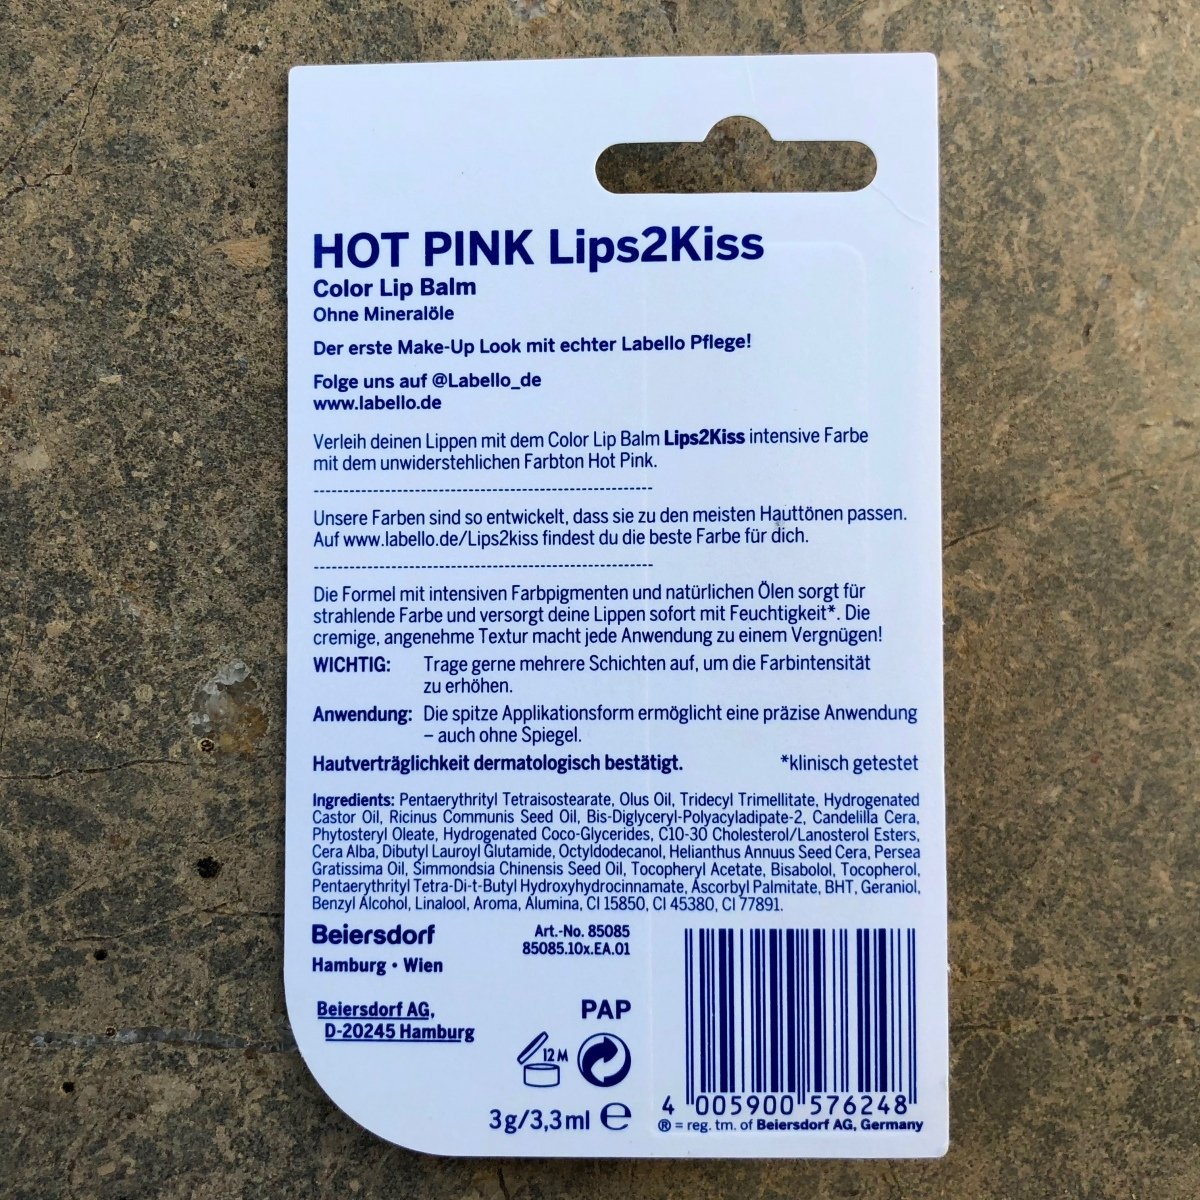 HOT PINK Lips2Kiss
Color Lip Balm
Ohne Mineralöle
Der erste Make-Up Look mit echter Labello Pflege!
Folge uns auf @Labello_de
www.labello.de
Verleih deinen Lippen mit dem Color Lip Balm Lips2Kiss intensive Farbe
mit dem unwiderstehlichen Farbton Hot Pink.
Unsere Farben sind so entwickelt, dass sie zu den meisten Hauttönen passen.
Auf www.labello.de/Lips2kiss findest du die beste Farbe für dich.
Die Formel mit intensiven Farbpigmenten und natürlichen Ölen sorgt für
strahlende Farbe und versorgt deine Lippen sofort mit Feuchtigkeit*. Die
cremige, angenehme Textur macht jede Anwendung zu einem Vergnügen!
WICHTIG: Trage gerne mehrere Schichten auf, um die Farbintensität
zu erhöhen.
Anwendung: Die spitze Applikationsform ermöglicht eine präzise Anwendung
– auch ohne Spiegel.
Hautverträglichkeit dermatologisch bestätigt. *klinisch getestet
Ingredients: Pentaerythrityl Tetraisostearate, Olus Oil, Tridecyl Trimellitate, Hydrogenated
Castor Oil, Ricinus Communis Seed Oil, Bis-Diglyceryl-Polyacyladipate-2, Candelilla Cera,
Phytosteryl Oleate, Hydrogenated Coco-Glycerides, C10-30 Cholesterol/Lanosterol Esters,
Cera Alba, Dibutyl Lauroyl Glutamide, Octyldodecanol, Helianthus Annuus Seed Cera, Persea
Gratissima Oil, Simmondsia Chinensis Seed Oil, Tocopheryl Acetate, Bisabolol, Tocopherol,
Pentaerythrityl Tetra-Di-t-Butyl Hydroxyhydrocinnamate, Ascorbyl Palmitate, BHT, Geraniol,
Benzyl Alcohol, Linalool, Aroma, Alumina, CI 15850, CI 45380, CI 77891.
Beiersdorf
Hamburg • Wien
Art.-No. 85085
85085.10x.EA.01
Beiersdorf AG,
D-20245 Hamburg
PAP
12 M
3g/3,3ml e
4 005900 576248
® = reg. tm. of Beiersdorf AG, Germany